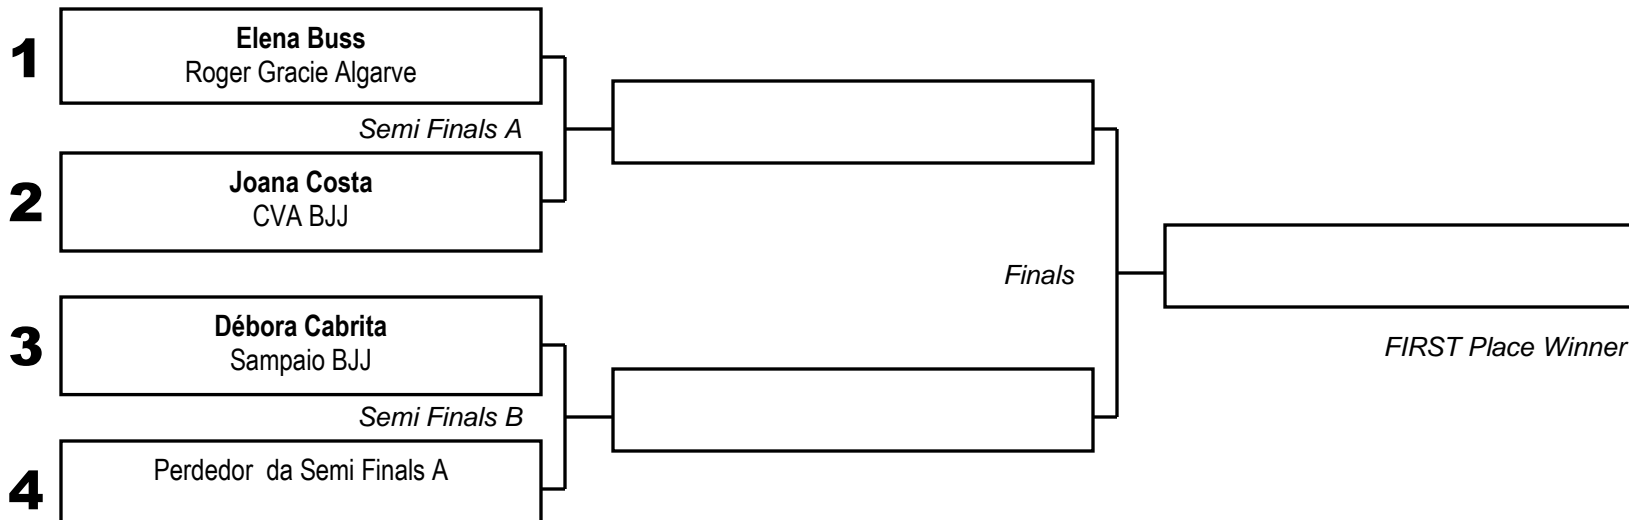 1
Elena Buss
Roger Gracie Algarve
Semi Finals A
2
Joana Costa
CVA BJJ
Finals
3
Débora Cabrita
Sampaio BJJ
FIRST Place Winner
Semi Finals B
4
Perdedor  da Semi Finals A